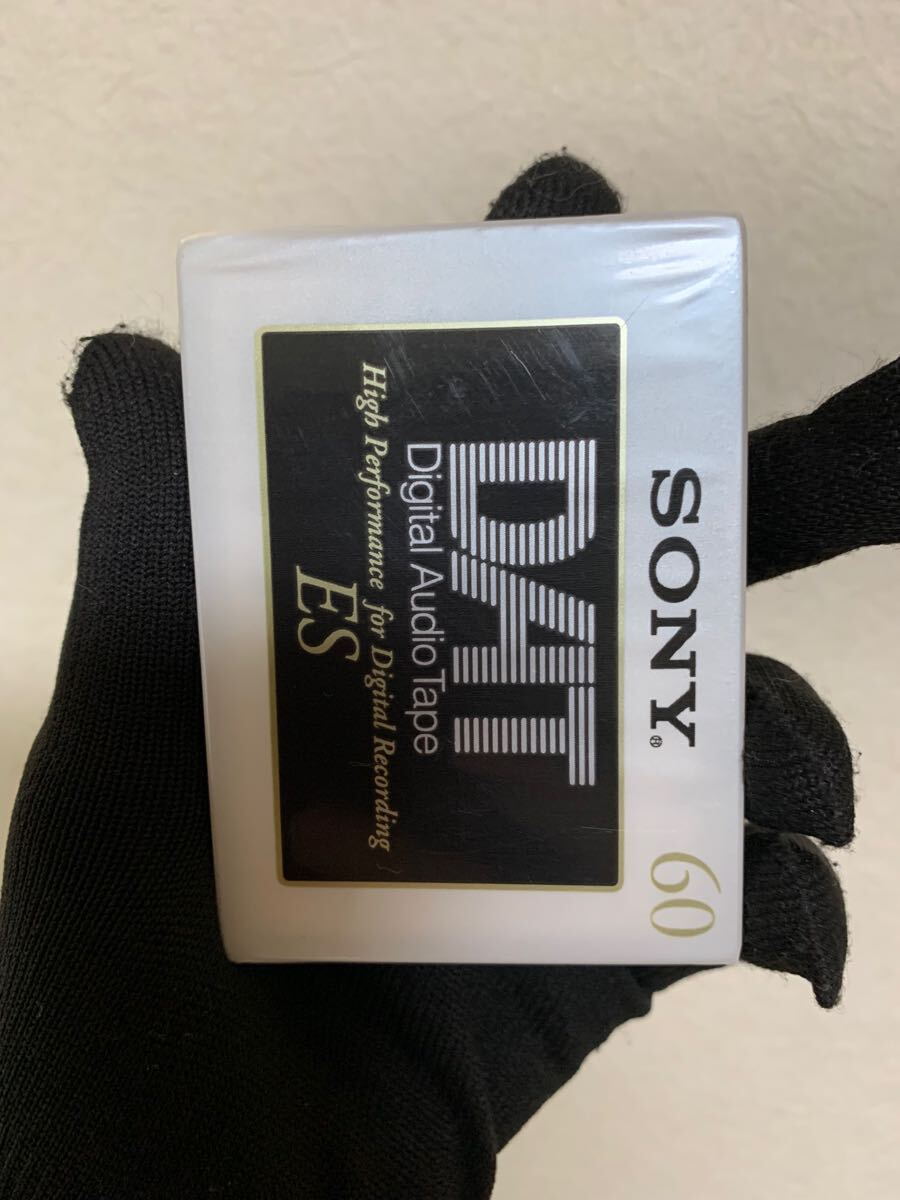 SONY®
60
DAT
Digital Audio Tape
High Performance for Digital Recording
ES